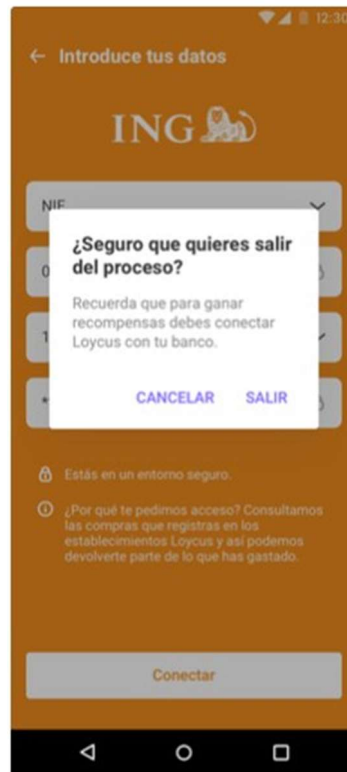 12:30
← Introduce tus datos
ING
NIF
0
¿Seguro que quieres salir
del proceso?
Recuerda que para ganar
recompensas debes conectar
Loycus con tu banco.
1
CANCELAR SALIR
*
Estás en un entorno seguro.
¿Por qué te pedimos acceso? Consultamos
las compras que registras en los
establecimientos Loycus y así podemos
devolverte parte de lo que has gastado.
Conectar